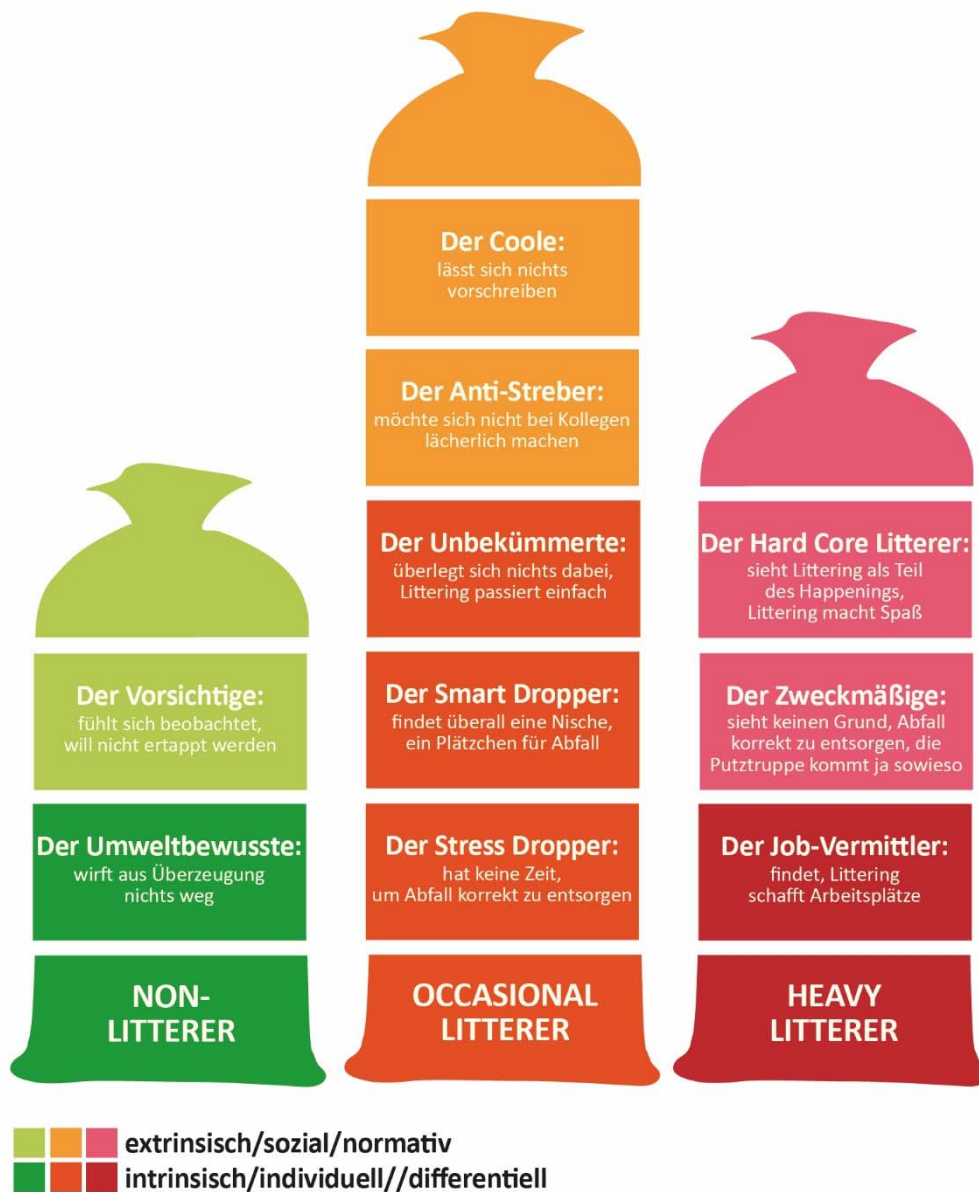 Der Vorsichtige:
fühlt sich beobachtet,
will nicht ertappt werden
Der Umweltbewusste:
wirft aus Überzeugung
nichts weg
NON-
LITTERER
Der Coole:
lässt sich nichts
vorschreiben
Der Anti-Streber:
möchte sich nicht bei Kollegen
lächerlich machen
Der Unbekümmerte:
überlegt sich nichts dabei,
Littering passiert einfach
Der Smart Dropper:
findet überall eine Nische,
ein Plätzchen für Abfall
Der Stress Dropper:
hat keine Zeit,
um Abfall korrekt zu entsorgen
OCCASIONAL
LITTERER
Der Hard Core Litterer:
sieht Littering als Teil
des Happenings,
Littering macht Spaß
Der Zweckmäßige:
sieht keinen Grund, Abfall
korrekt zu entsorgen, die
Putztruppe kommt ja sowieso
Der Job-Vermittler:
findet, Littering
schafft Arbeitsplätze
HEAVY
LITTERER
extrinsisch/sozial/normativ
intrinsisch/individuell//differentiell